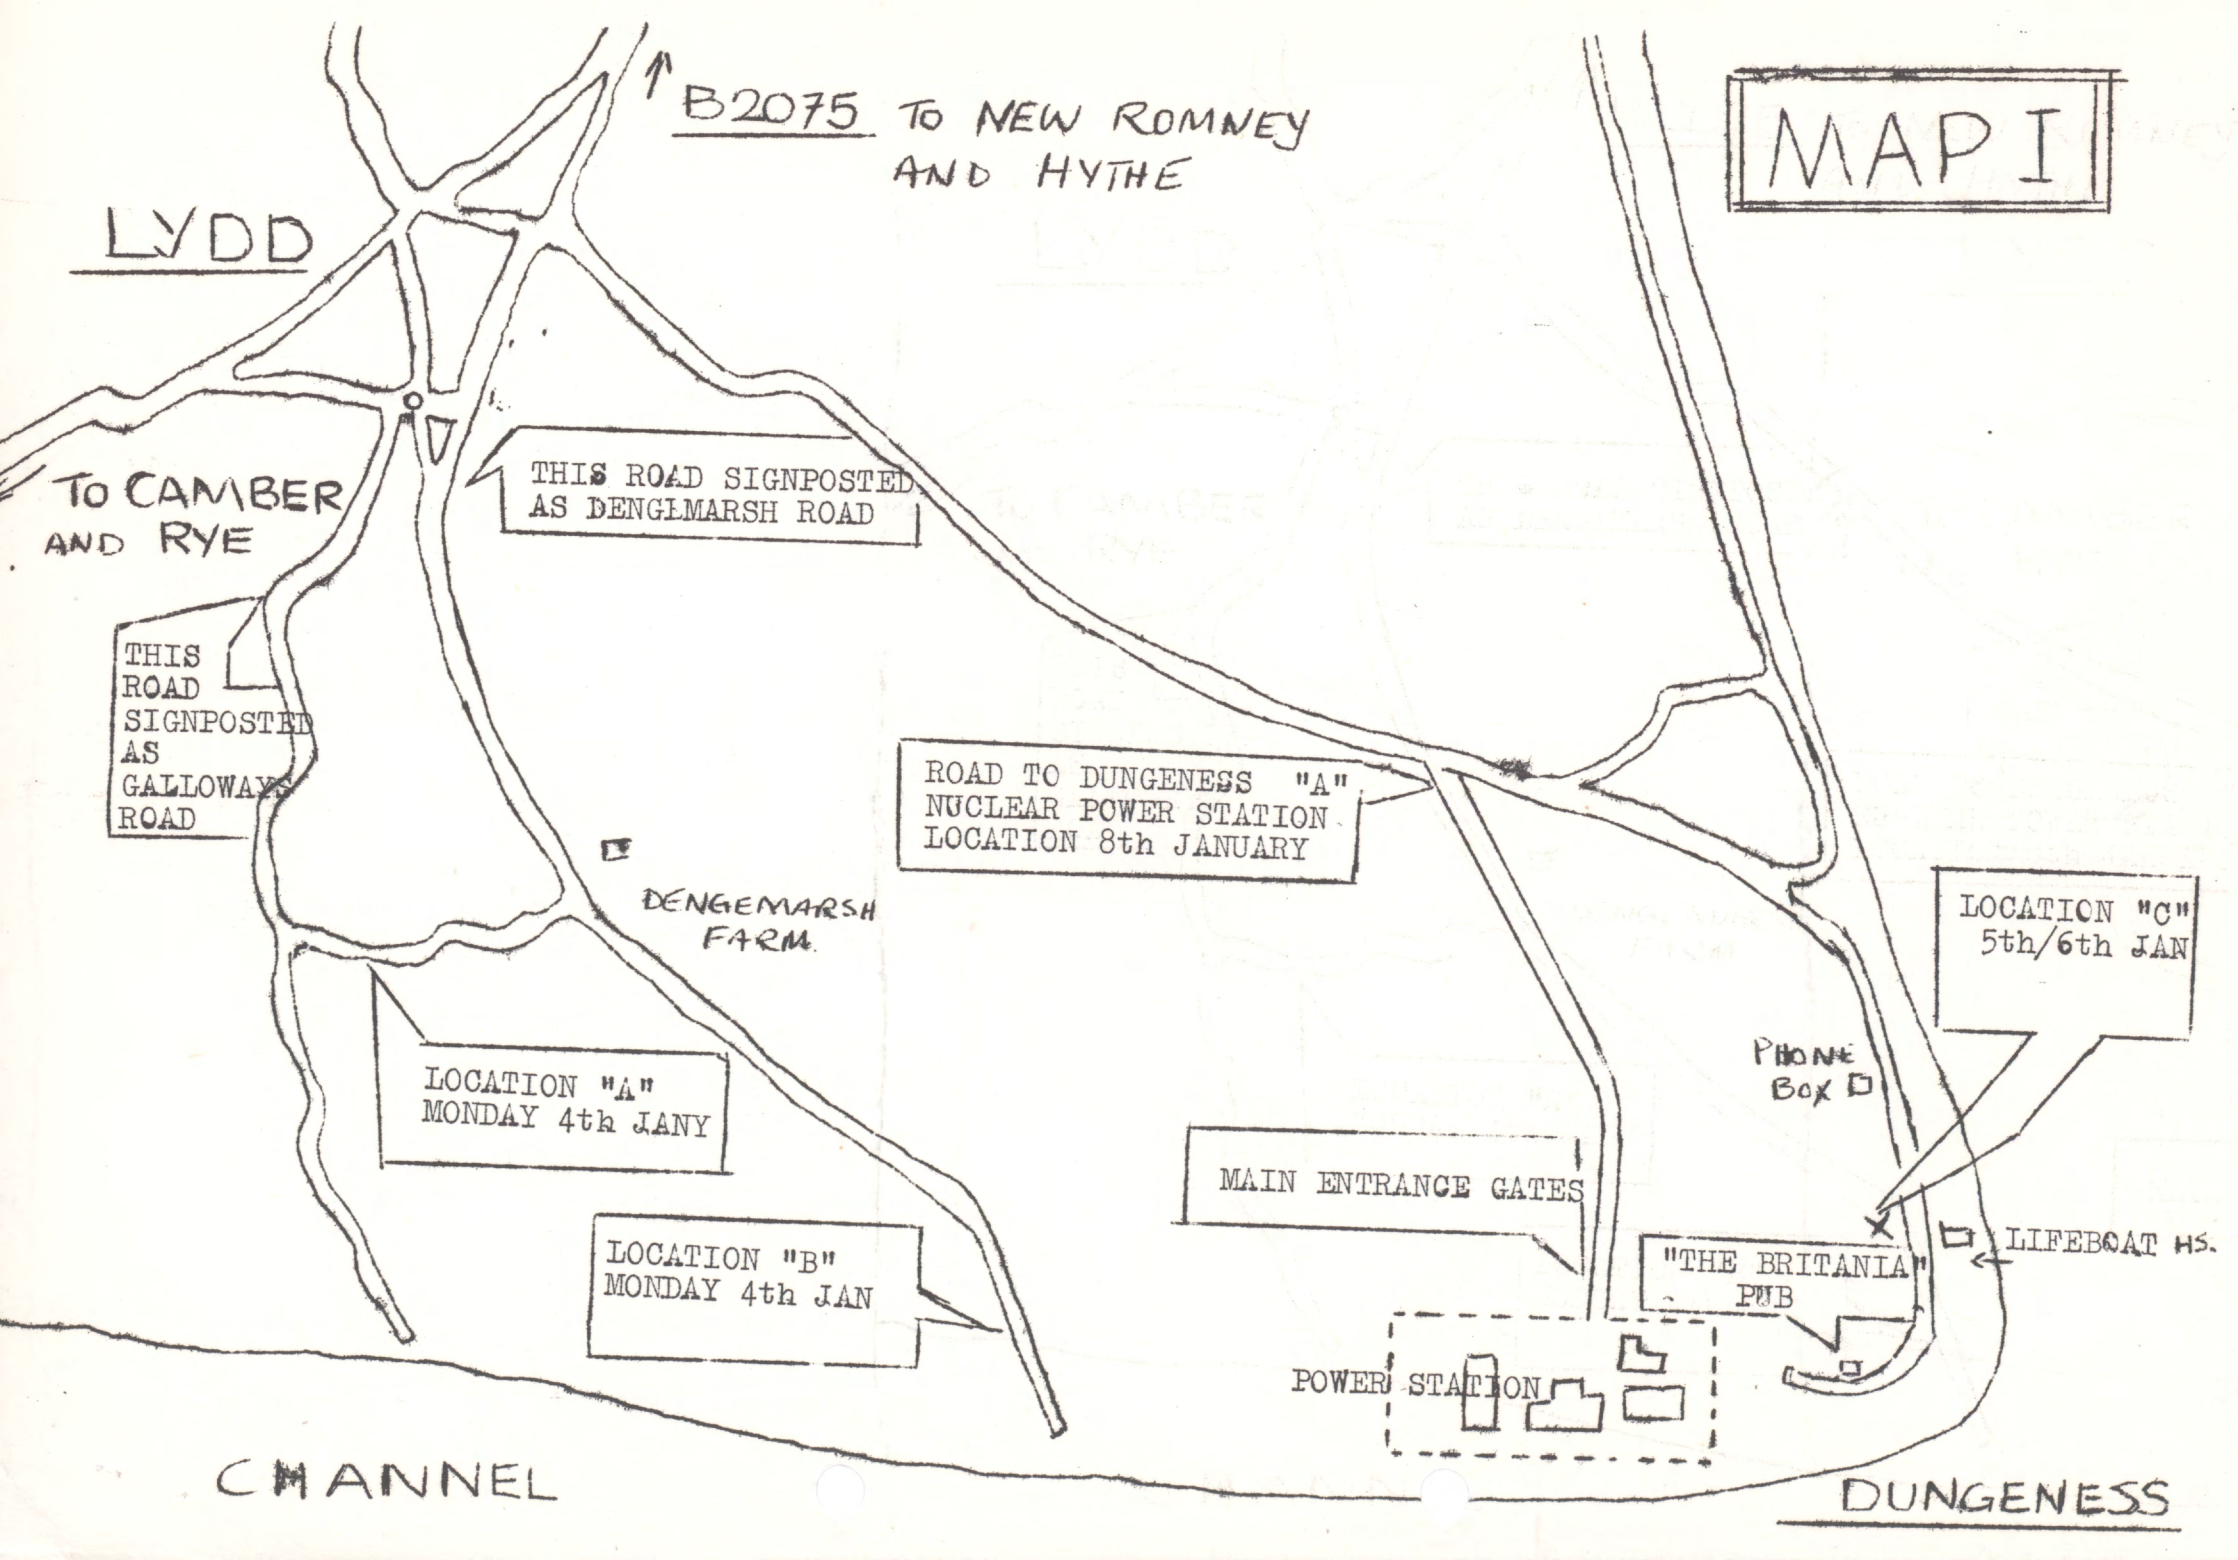 MAP I
↑ B2075 TO NEW ROMNEY
AND HYTHE
LYDD
TO CAMBER
AND RYE
THIS ROAD SIGNPOSTED
AS DENGEMARSH ROAD
THIS
ROAD
SIGNPOSTED
AS
GALLOWAYS
ROAD
ROAD TO DUNGENESS "A"
NUCLEAR POWER STATION
LOCATION 8th JANUARY
DENGEMARSH
FARM.
LOCATION "C"
5th/6th JAN
PHONE
BOX
LOCATION "A"
MONDAY 4th JANY
MAIN ENTRANCE GATES
LOCATION "B"
MONDAY 4th JAN
LIFEBOAT HS.
"THE BRITANIA"
PUB
POWER STATION
CHANNEL
DUNGENESS